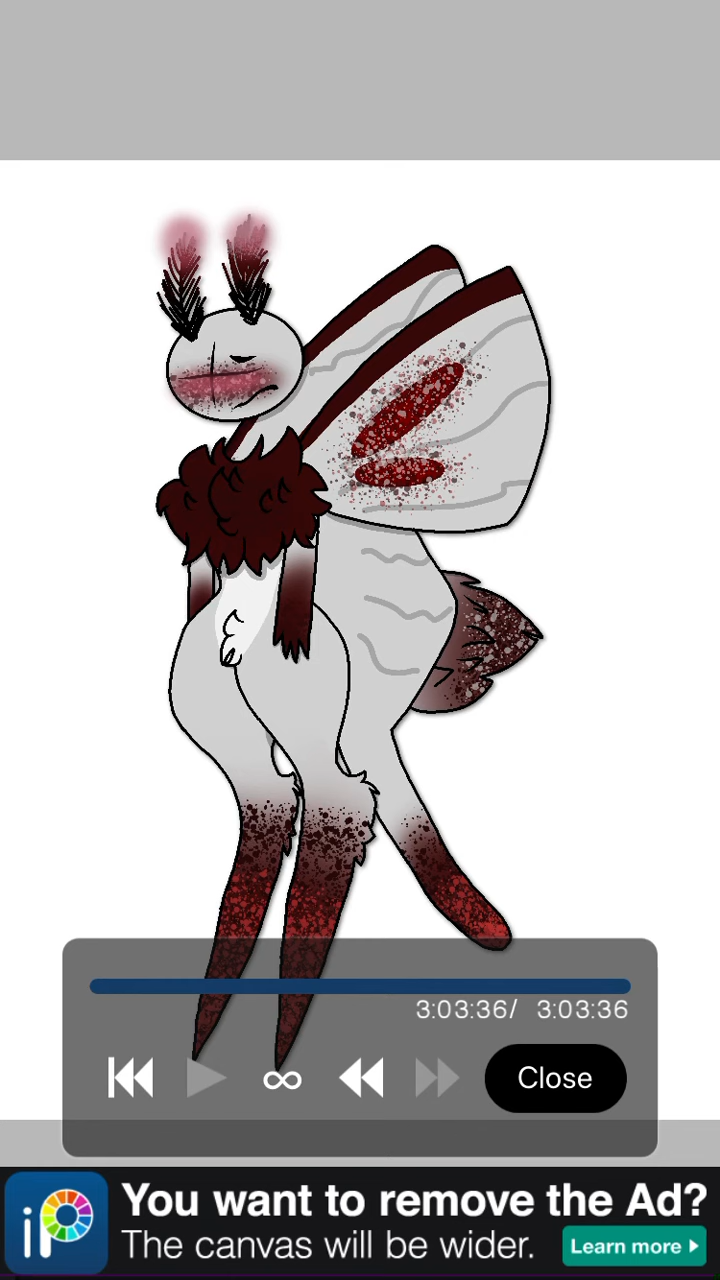 3:03:36/ 3:03:36
Close
iP
You want to remove the Ad?
The canvas will be wider.
Learn more